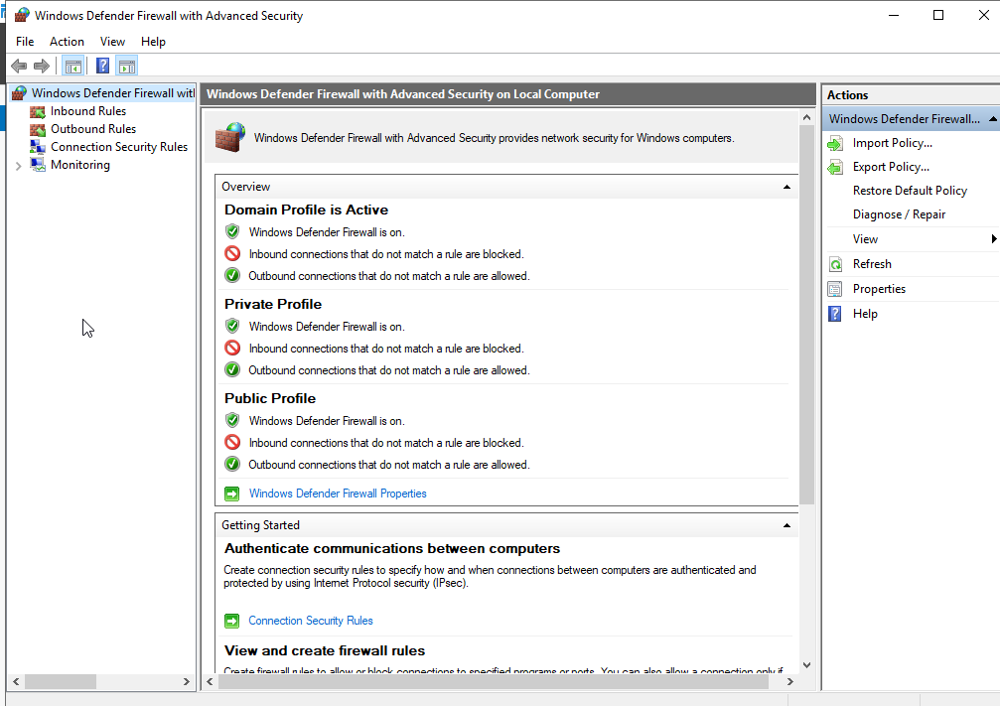 Windows Defender Firewall with Advanced Security
File Action View Help
Windows Defender Firewall wit
Inbound Rules
Outbound Rules
Connection Security Rules
Monitoring
Windows Defender Firewall with Advanced Security on Local Computer
Windows Defender Firewall with Advanced Security provides network security for Windows computers.
Overview
Domain Profile is Active
Windows Defender Firewall is on.
Inbound connections that do not match a rule are blocked.
Outbound connections that do not match a rule are allowed.
Private Profile
Windows Defender Firewall is on.
Inbound connections that do not match a rule are blocked.
Outbound connections that do not match a rule are allowed.
Public Profile
Windows Defender Firewall is on.
Inbound connections that do not match a rule are blocked.
Outbound connections that do not match a rule are allowed.
Windows Defender Firewall Properties
Getting Started
Authenticate communications between computers
Create connection security rules to specify how and when connections between computers are authenticated and
protected by using Internet Protocol security (IPsec).
Connection Security Rules
View and create firewall rules
Create firewall rules to allow or block connections to specified programs or ports. You can also allow a connection only if
Actions
Windows Defender Firewall...
Import Policy...
Export Policy...
Restore Default Policy
Diagnose / Repair
View
Refresh
Properties
Help